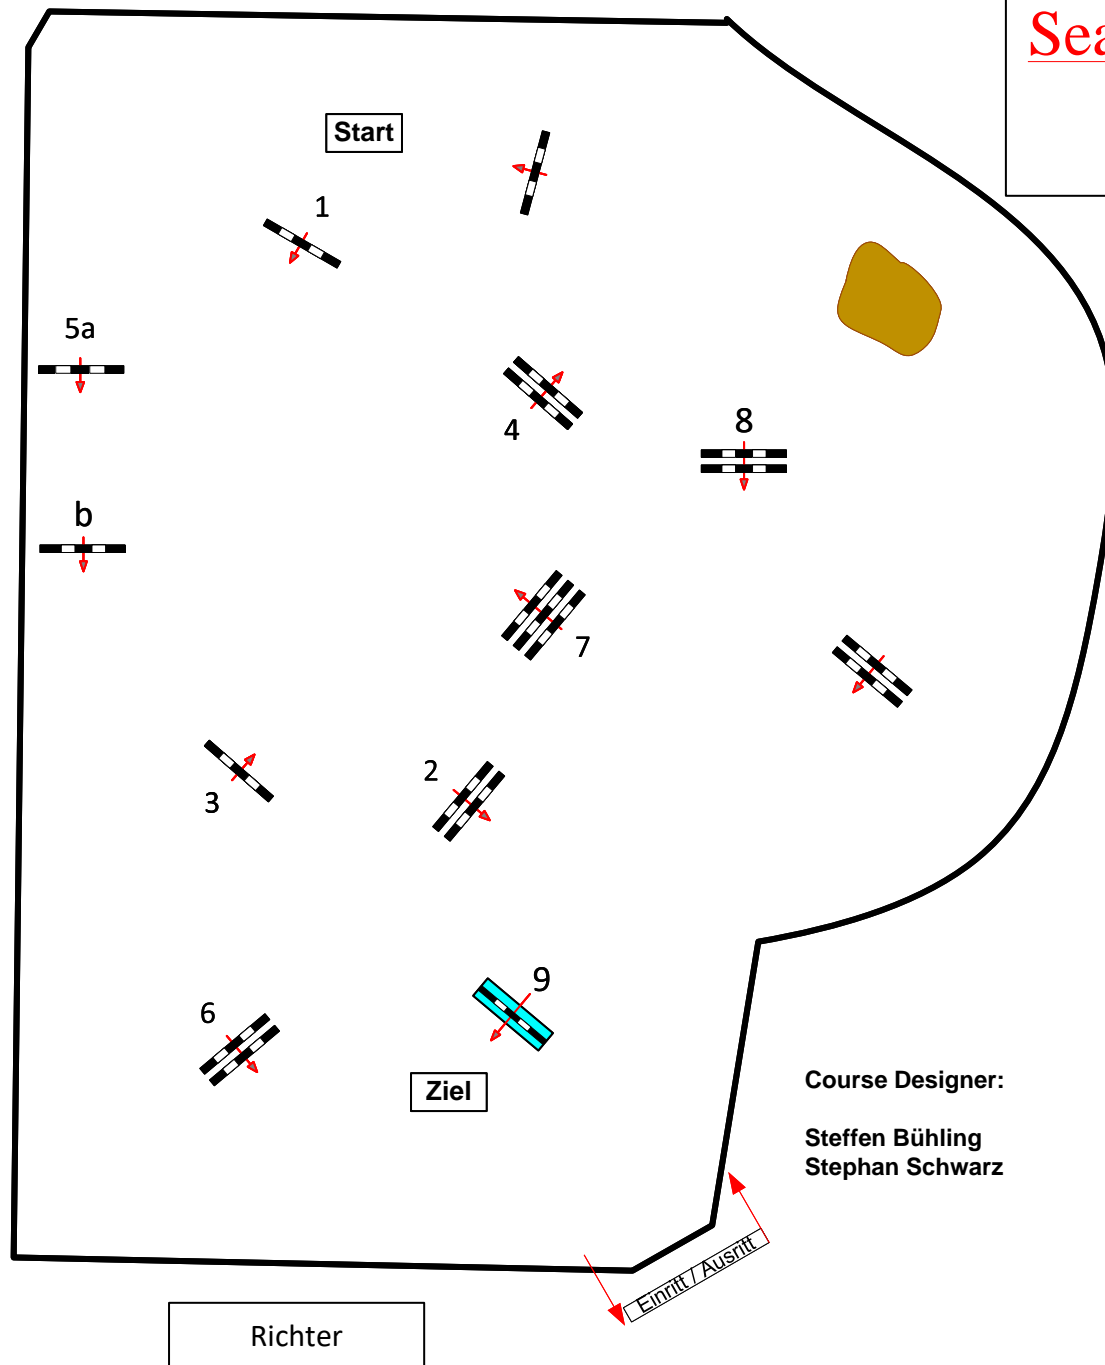 Start
1
5a
4
8
b
7
2
3
9
6
Ziel
Course Designer:
Steffen Bühling
Stephan Schwarz
Einritt / Ausritt
Richter